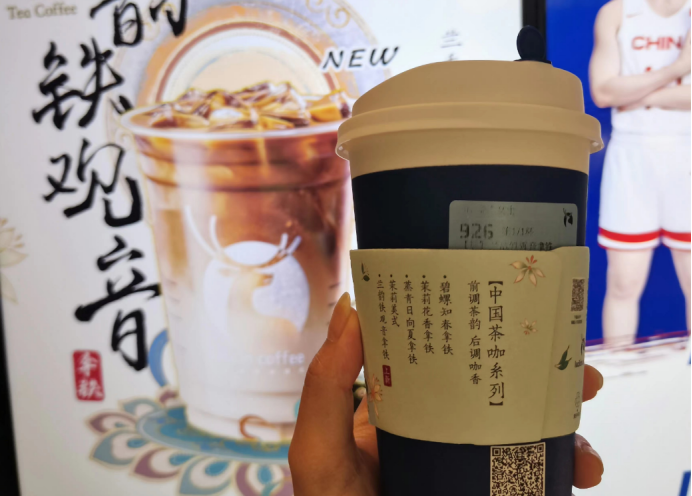 Tea Coffee
韵
铁
观
音
拿铁
NEW
coffee
CHIN
926
【中国茶咖系列】
前调茶韵 后调咖香
碧螺知春拿铁
茉莉花香拿铁
蒸青日向夏拿铁
茉莉美式
兰韵铁观音拿铁